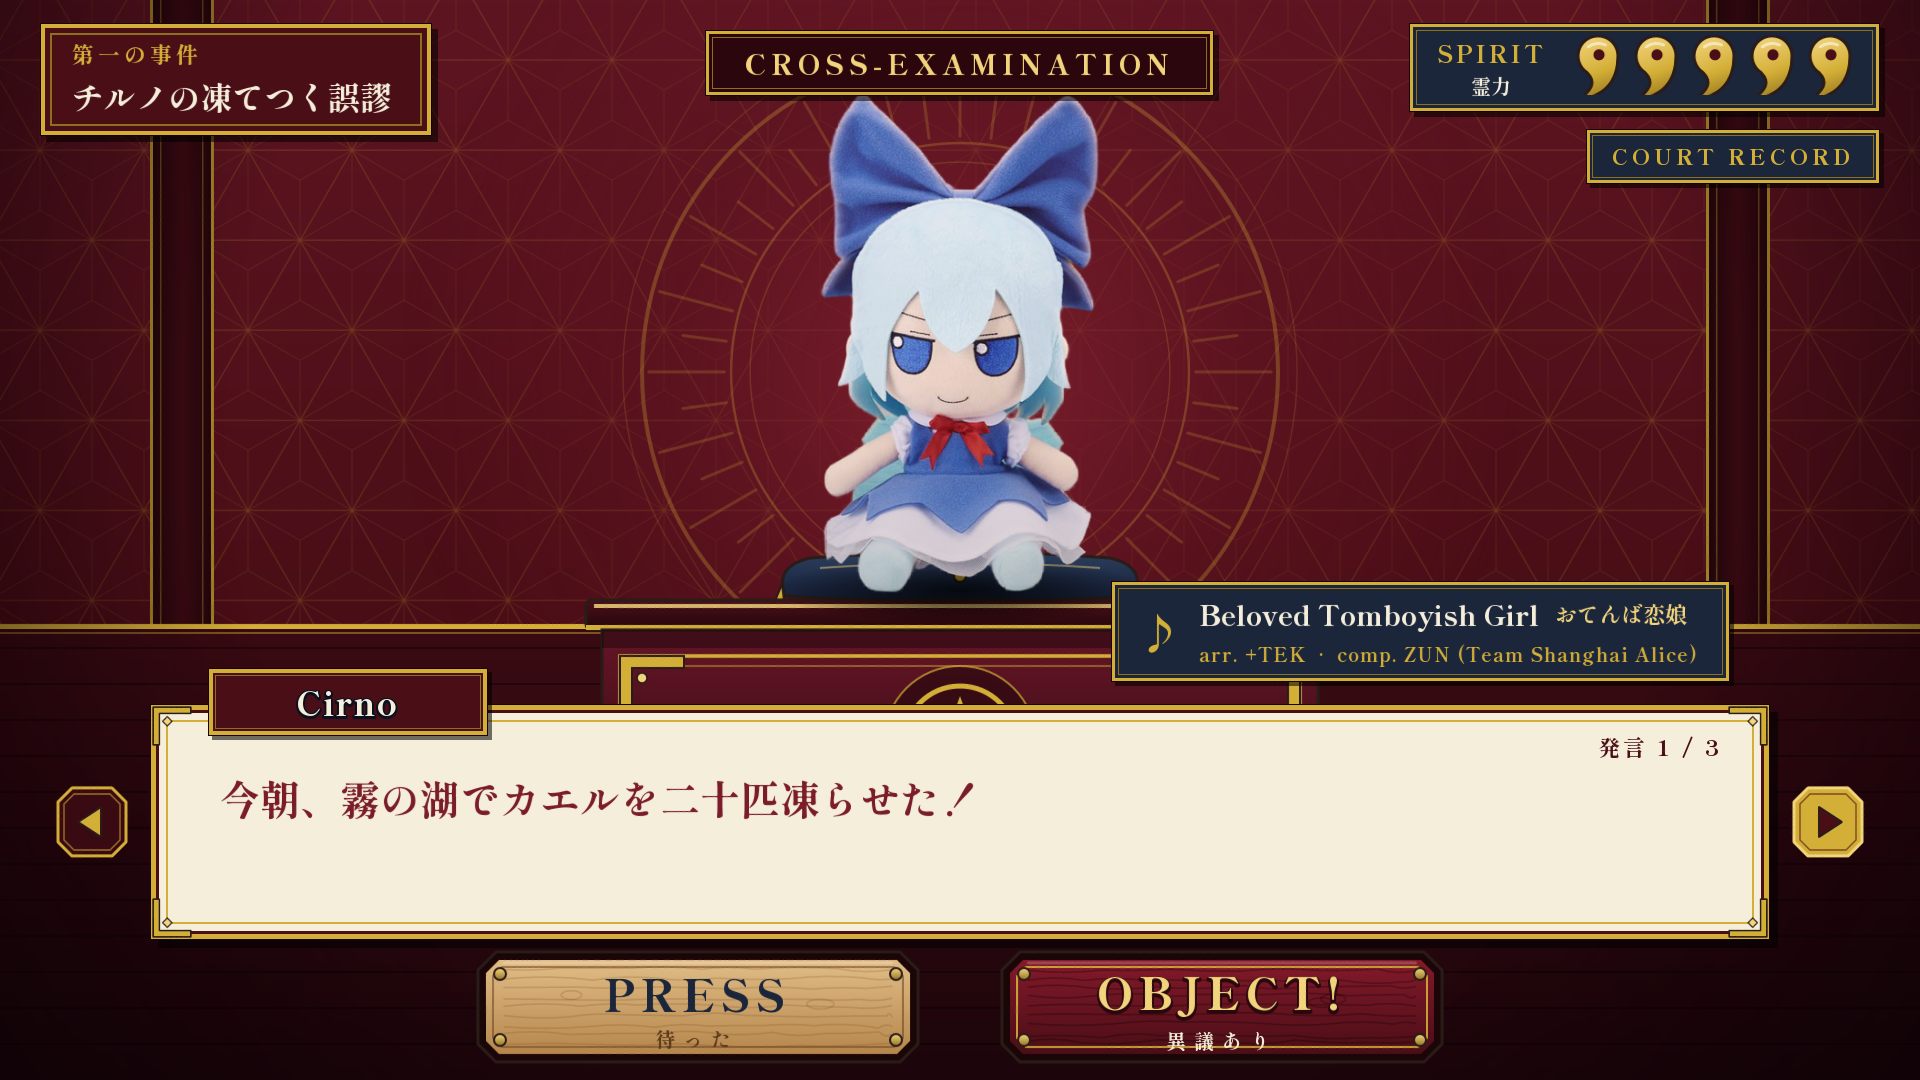 第一の事件
チルノの凍てつく誤謬
CROSS-EXAMINATION
SPIRIT
霊力
COURT RECORD
Beloved Tomboyish Girl おてんば恋娘
arr. +TEK · comp. ZUN (Team Shanghai Alice)
Cirno
発言 1 / 3
今朝、霧の湖でカエルを二十匹凍らせた！
PRESS
待った
OBJECT!
異議あり